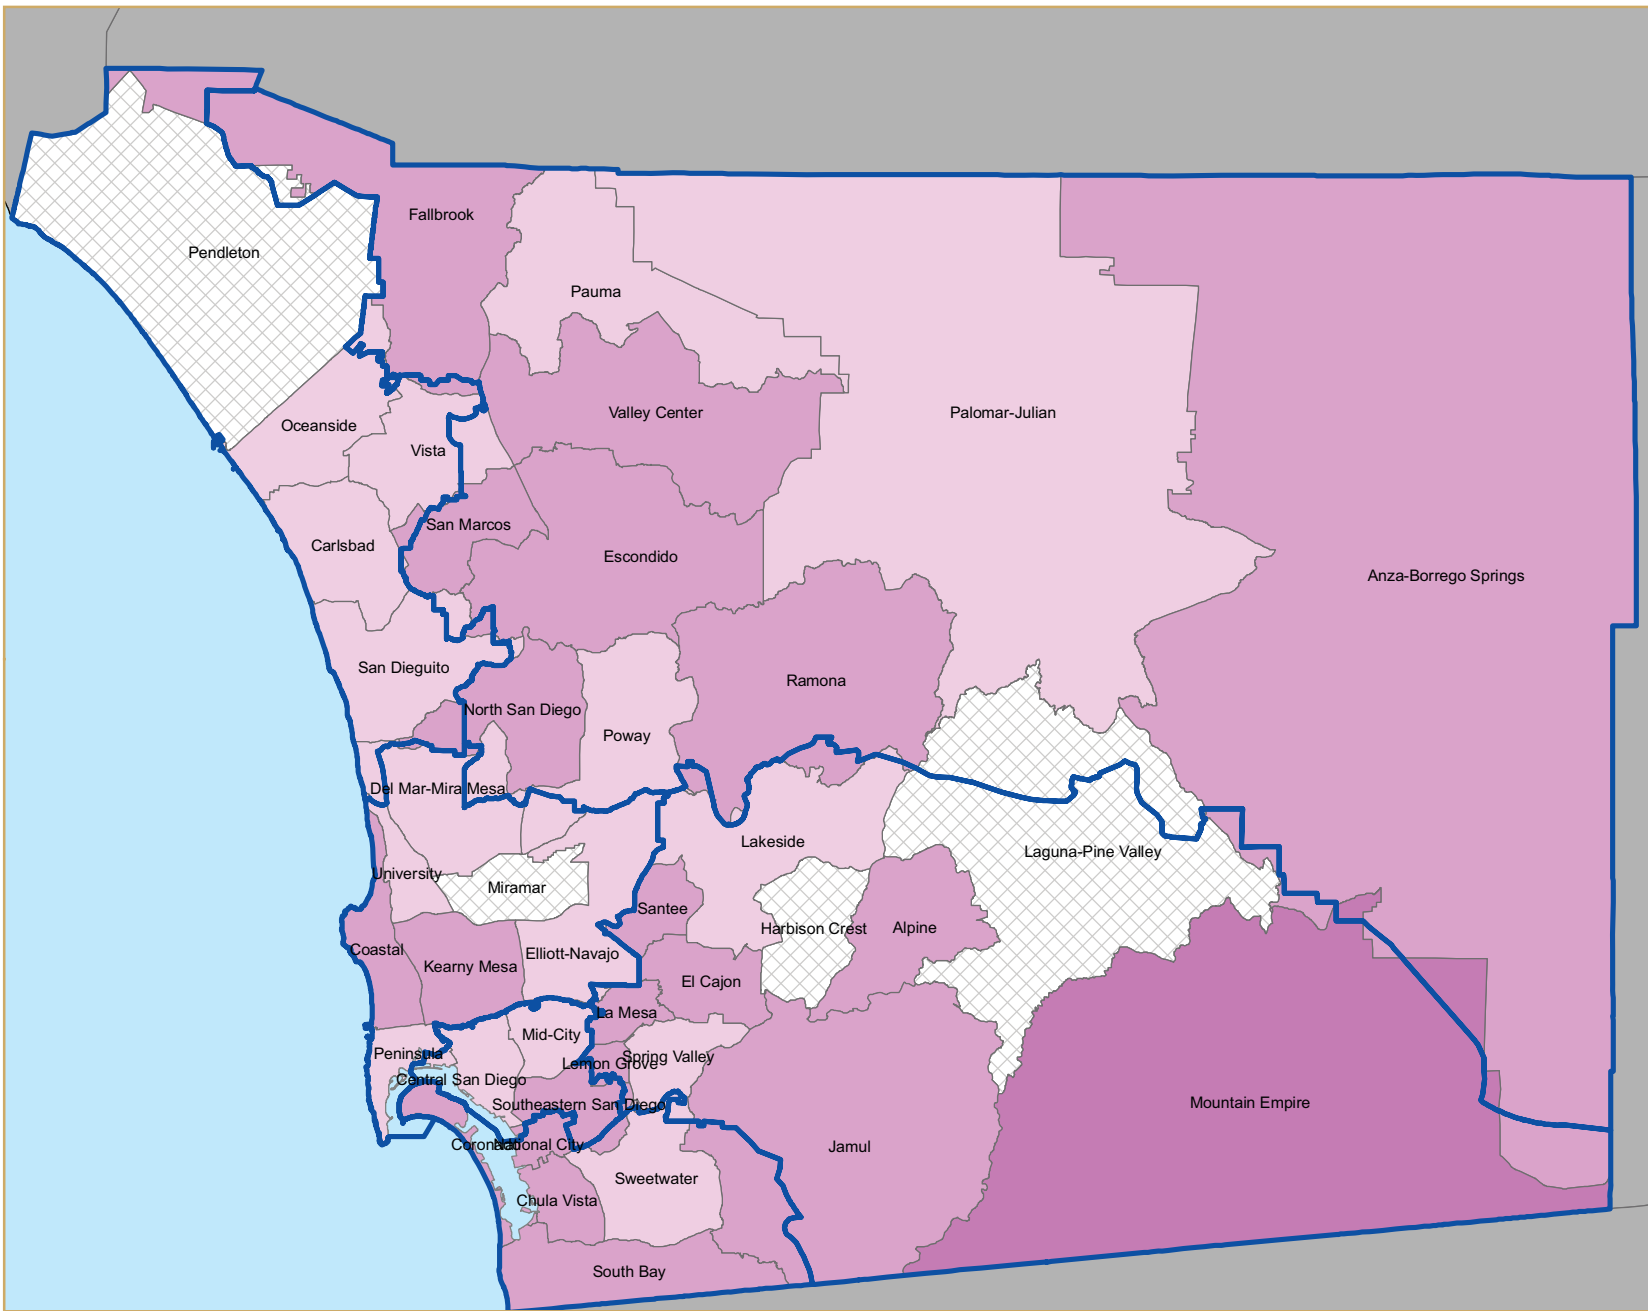 Fallbrook
Pendleton
Pauma
Palomar-Julian
Valley Center
Oceanside
Vista
San Marcos
Carlsbad
Escondido
Anza-Borrego Springs
San Dieguito
Ramona
North San Diego
Poway
Del Mar-Mira Mesa
Lakeside
Laguna-Pine Valley
University
Miramar
Santee
Harbison Crest
Alpine
Coastal
Elliott-Navajo
Kearny Mesa
El Cajon
La Mesa
Mid-City
Peninsula
Lemon Grove
Spring Valley
Central San Diego
Southeastern San Diego
Mountain Empire
Coronado
National City
Jamul
Sweetwater
Chula Vista
South Bay